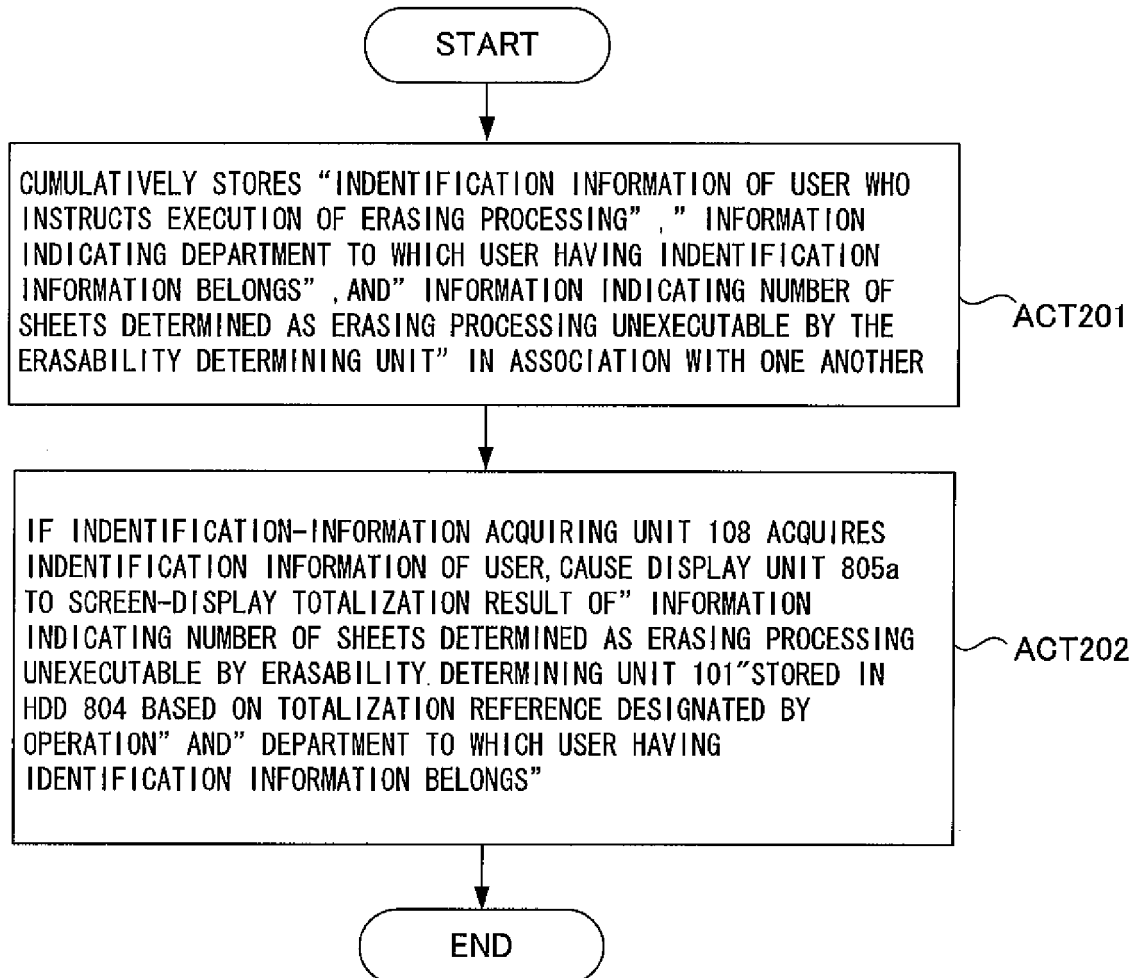 START
CUMULATIVELY STORES “INDENTIFICATION INFORMATION OF USER WHO
INSTRUCTS EXECUTION OF ERASING PROCESSING” ,” INFORMATION
INDICATING DEPARTMENT TO WHICH USER HAVING INDENTIFICATION
INFORMATION BELONGS” ,AND” INFORMATION INDICATING NUMBER OF
SHEETS DETERMINED AS ERASING PROCESSING UNEXECUTABLE BY THE
ERASABILITY DETERMINING UNIT” IN ASSOCIATION WITH ONE ANOTHER
ACT201
IF INDENTIFICATION-INFORMATION ACQUIRING UNIT 108 ACQUIRES
INDENTIFICATION INFORMATION OF USER, CAUSE DISPLAY UNIT 805a
TO SCREEN-DISPLAY TOTALIZATION RESULT OF” INFORMATION
INDICATING NUMBER OF SHEETS DETERMINED AS ERASING PROCESSING
UNEXECUTABLE BY ERASABILITY. DETERMINING UNIT 101”STORED IN
HDD 804 BASED ON TOTALIZATION REFERENCE DESIGNATED BY
OPERATION” AND” DEPARTMENT TO WHICH USER HAVING
IDENTIFICATION INFORMATION BELONGS”
ACT202
END